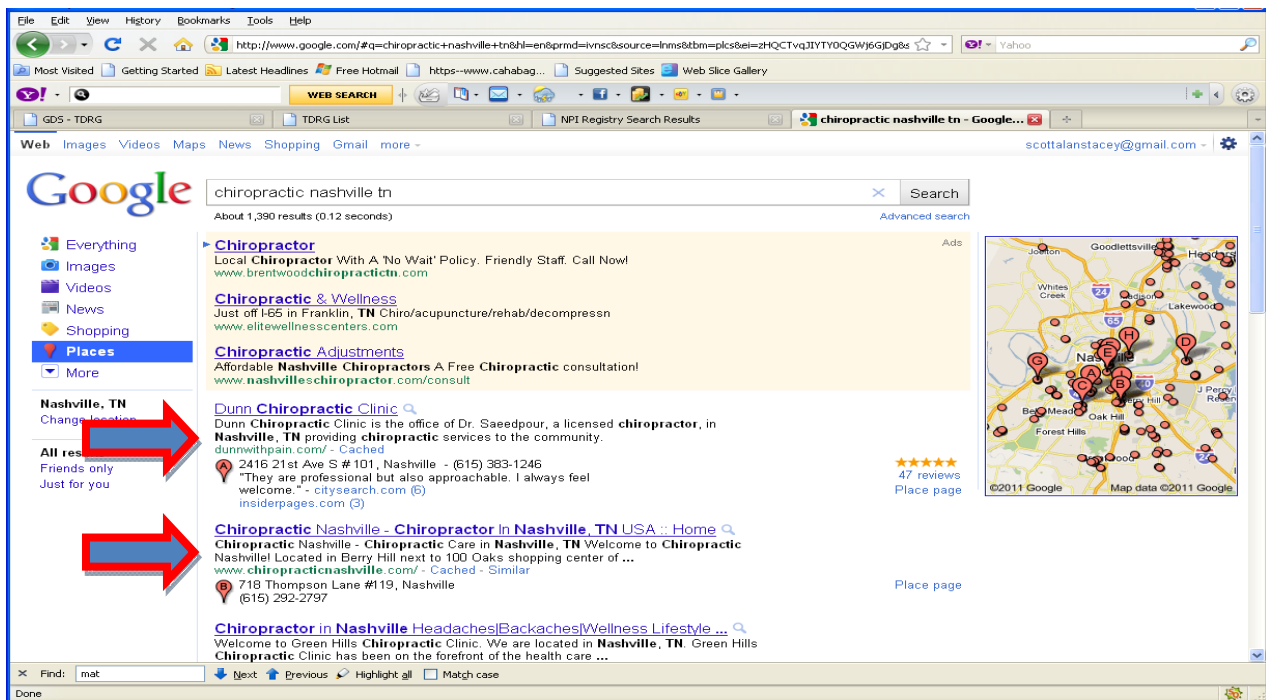 File Edit View History Bookmarks Tools Help
http://www.google.com/#q=chiropractic+nashville+tn&hl=en&prmd=ivnsc&source=lnms&tbm=plcs&ei=zHQCTvqJIYTY0QGWj6GjDg&s
Yahoo
Most Visited Getting Started Latest Headlines Free Hotmail https--www.cahabag... Suggested Sites Web Slice Gallery
WEB SEARCH
GDS - TDRG TDRG List NPI Registry Search Results chiropractic nashville tn - Google...
Web Images Videos Maps News Shopping Gmail more
scottalanstacey@gmail.com
Google
chiropractic nashville tn
Search
About 1,390 results (0.12 seconds)
Advanced search
Everything
Images
Videos
News
Shopping
Places
More
Nashville, TN
Change location
All
Friends only
Just for you
Ads
Chiropractor
Local Chiropractor With A 'No Wait' Policy. Friendly Staff. Call Now!
www.brentwoodchiropractictn.com
Chiropractic & Wellness
Just off I-65 in Franklin, TN Chiro/acupuncture/rehab/decompressn
www.elitewellnesscenters.com
Chiropractic Adjustments
Affordable Nashville Chiropractors A Free Chiropractic consultation!
www.nashvilleschiropractor.com/consult
Dunn Chiropractic Clinic
Dunn Chiropractic Clinic is the office of Dr. Saeedpour, a licensed chiropractor, in
Nashville, TN providing chiropractic services to the community.
dunnwithpain.com/ - Cached
A 2416 21st Ave S # 101, Nashville - (615) 383-1246
"They are professional but also approachable. I always feel
welcome." - citysearch.com (6)
insiderpages.com (3)
47 reviews
Place page
Chiropractic Nashville - Chiropractor In Nashville, TN USA :: Home
Chiropractic Nashville - Chiropractic Care in Nashville, TN Welcome to Chiropractic
Nashville! Located in Berry Hill next to 100 Oaks shopping center of ...
www.chiropracticnashville.com/ - Cached - Similar
B 718 Thompson Lane #119, Nashville
(615) 292-2797
Place page
Chiropractor in Nashville Headaches|Backaches|Wellness Lifestyle ...
Welcome to Green Hills Chiropractic Clinic. We are located in Nashville, TN. Green Hills
Chiropractic Clinic has been on the forefront of the health care ...
Joelton
Goodlettsville
Whites
Creek
24
Madison
Lakewood
65
H
D
G
E
A
C
B
J Percy
Oak Hill
Forest Hills
©2011 Google Map data ©2011 Google
Find: mat Next Previous Highlight all Match case
Done